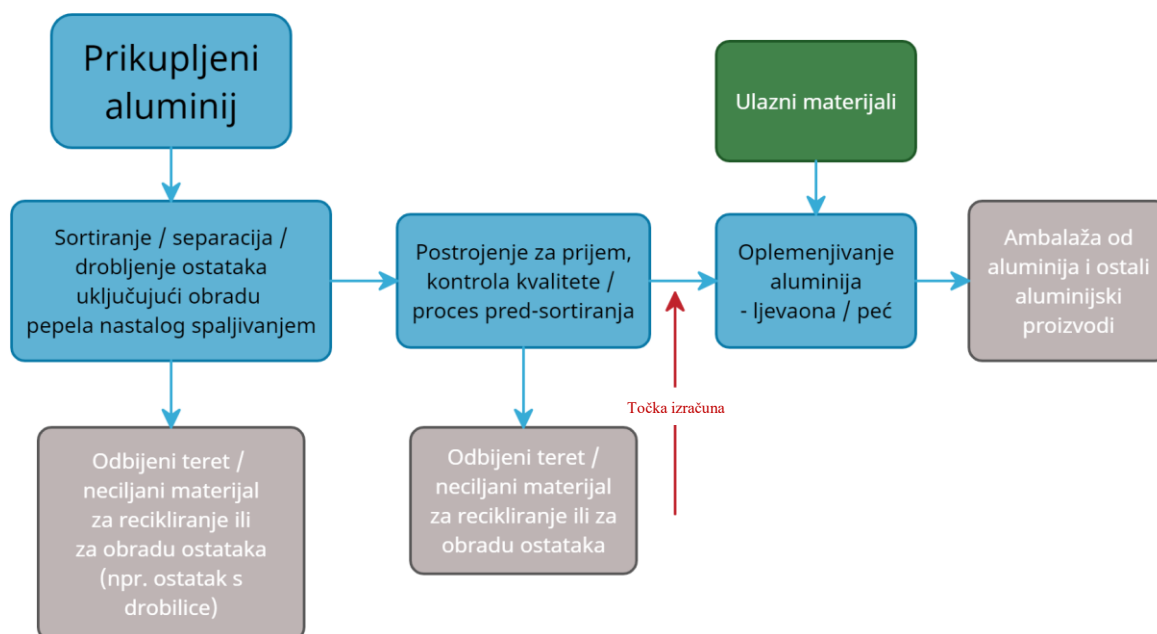 Prikupljeni
aluminij
Ulazni materijali
Sortiranje / separacija /
drobljenje ostataka
uključujući obradu
pepela nastalog spaljivanjem
Postrojenje za prijem,
kontrola kvalitete /
proces pred-sortiranja
Oplemenjivanje
aluminija
- ljevaona / peć
Ambalaža od
aluminija i ostali
aluminijski
proizvodi
Točka izračuna
Odbijeni teret /
neciljani materijal
za recikliranje ili
za obradu ostataka
(npr. ostatak s
drobilice)
Odbijeni teret /
neciljani materijal
za recikliranje ili za
obradu ostataka